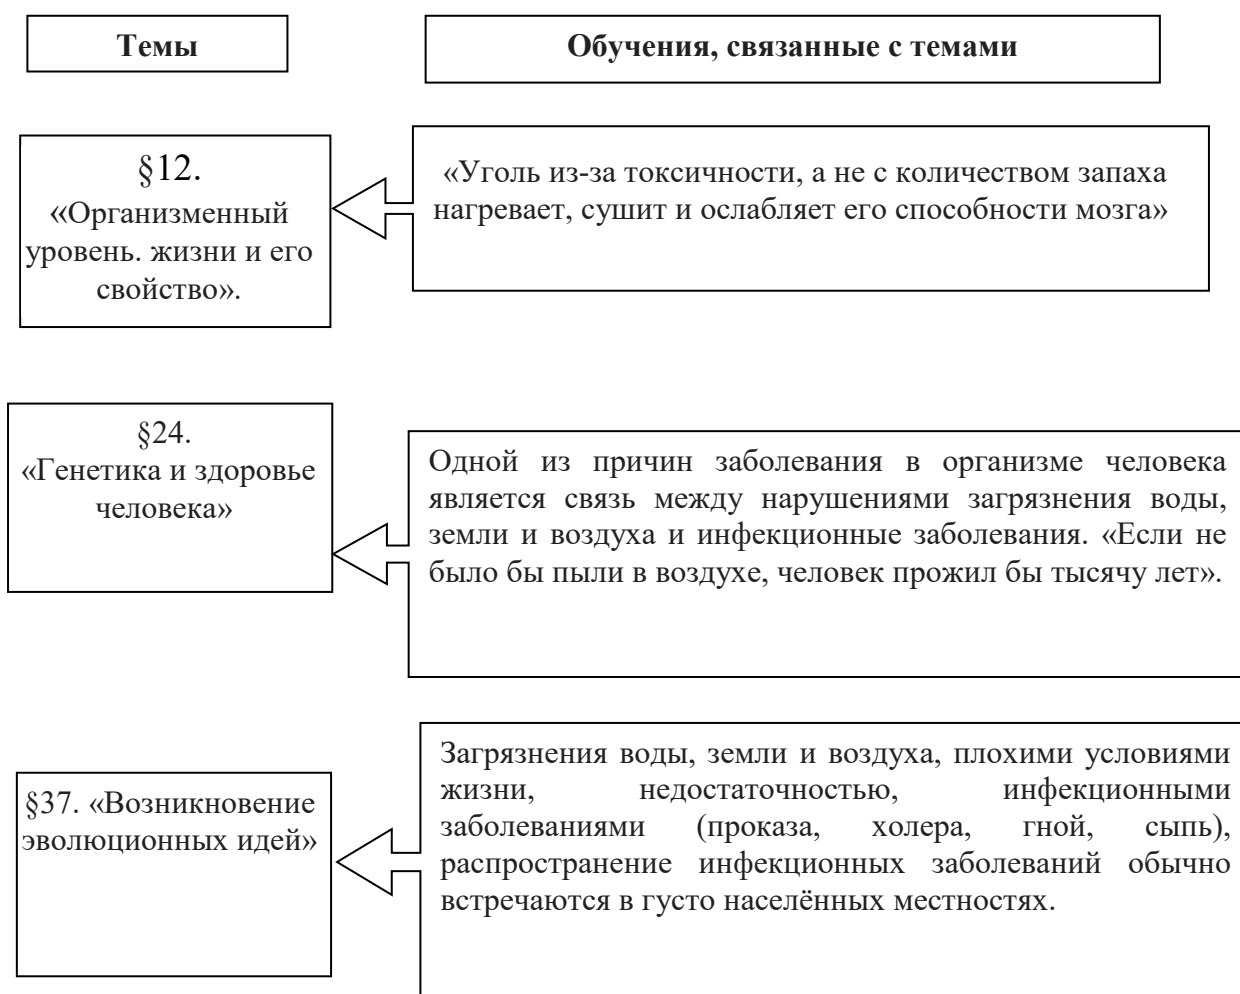 Темы
Обучения, связанные с темами
§12.
«Организменный
уровень. жизни и его
свойство».
«Уголь из-за токсичности, а не с количеством запаха
нагревает, сушит и ослабляет его способности мозга»
§24.
«Генетика и здоровье
человека»
Одной из причин заболевания в организме человека
является связь между нарушениями загрязнения воды,
земли и воздуха и инфекционные заболевания. «Если не
было бы пыли в воздухе, человек прожил бы тысячу лет».
§37. «Возникновение
эволюционных идей»
Загрязнения воды, земли и воздуха, плохими условиями
жизни, недостаточностью, инфекционными
заболеваниями (проказа, холера, гной, сыпь),
распространение инфекционных заболеваний обычно
встречаются в густо населённых местностях.